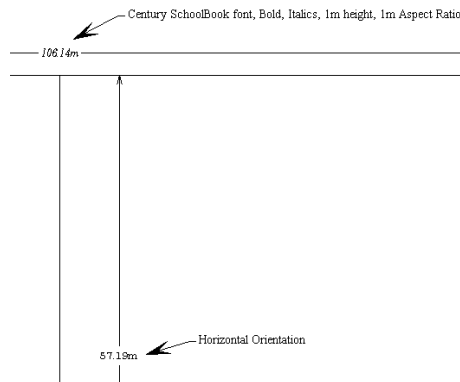 Century SchoolBook font, Bold, Italics, 1m height, 1m Aspect Ratio
106.14m
Horizontal Orientation
57.19m